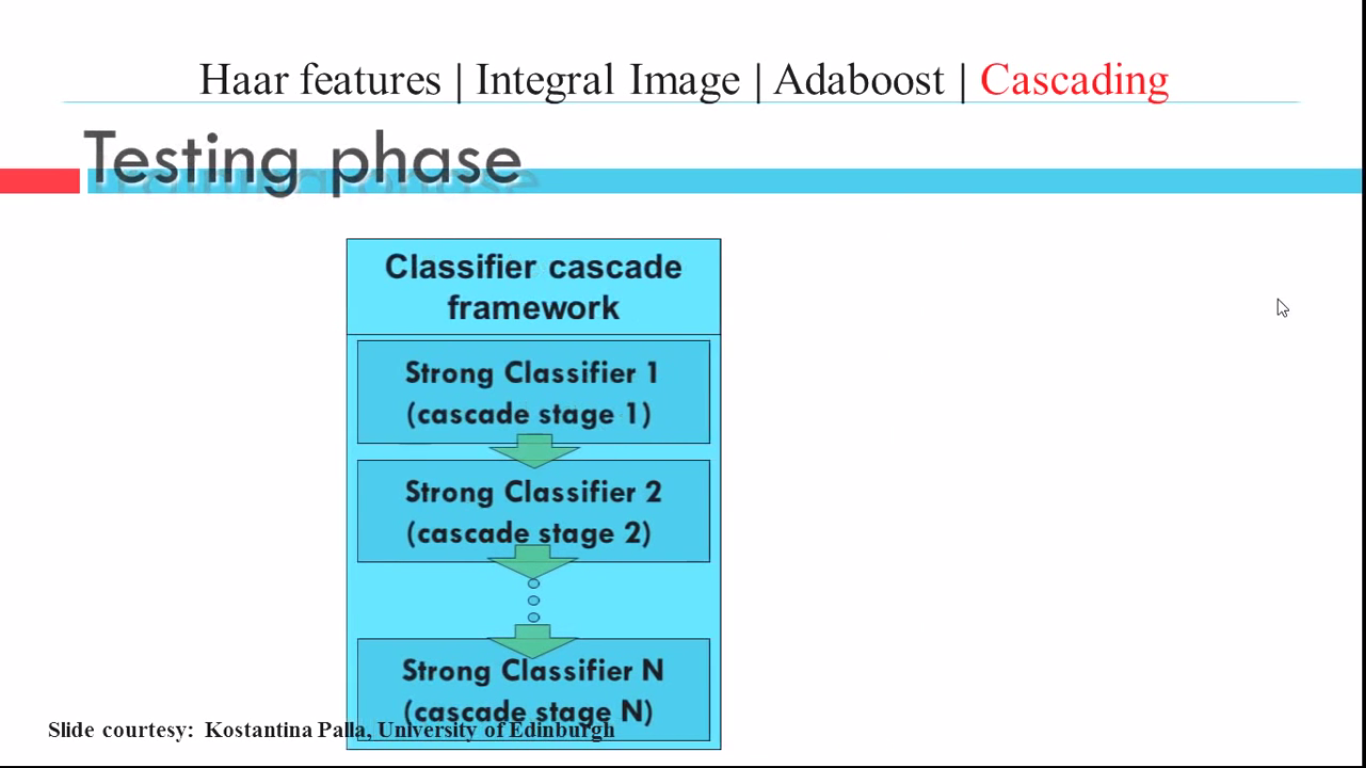 Haar features | Integral Image | Adaboost | Cascading
Testing phase
Classifier cascade
framework
Strong Classifier 1
(cascade stage 1)
Strong Classifier 2
(cascade stage 2)
Strong Classifier N
(cascade stage N)
Slide courtesy: Kostantina Palla, University of Edinburgh